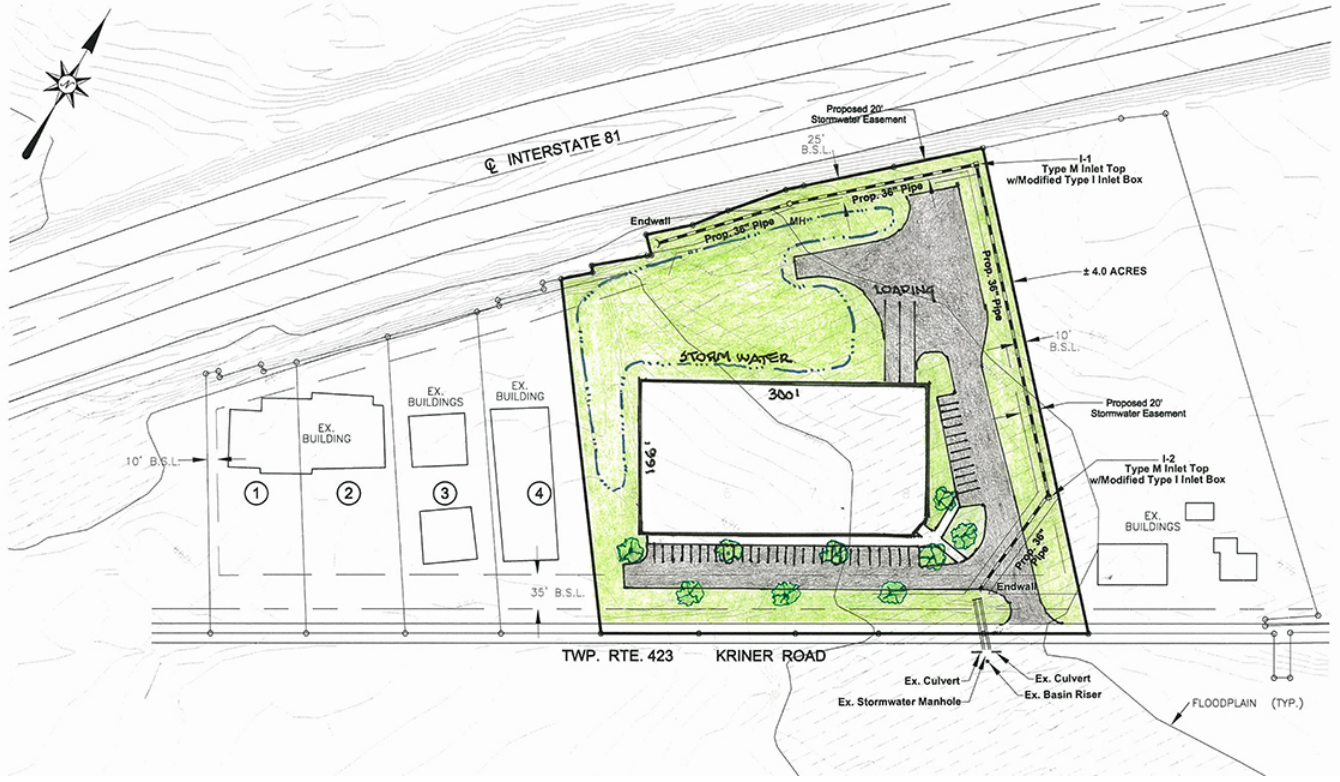 Proposed 20'
Stormwater Easement
℄ INTERSTATE 81
25'
B.S.L.
I-1
Type M Inlet Top
w/Modified Type I Inlet Box
Endwall
Prop. 36" Pipe
MH
Prop. 36" Pipe
Prop. 36" Pipe
± 4.0 ACRES
LOADING
10'
B.S.L.
STORM WATER
300'
166'
EX.
BUILDING
EX.
BUILDINGS
EX.
BUILDING
Proposed 20'
Stormwater Easement
10' B.S.L.
I-2
Type M Inlet Top
w/Modified Type I Inlet Box
1
2
3
4
6
8
EX.
BUILDINGS
Prop. 36"
Pipe
Endwall
35' B.S.L.
TWP. RTE. 423 KRINER ROAD
Ex. Culvert
Ex. Culvert
Ex. Stormwater Manhole
Ex. Basin Riser
FLOODPLAIN (TYP.)